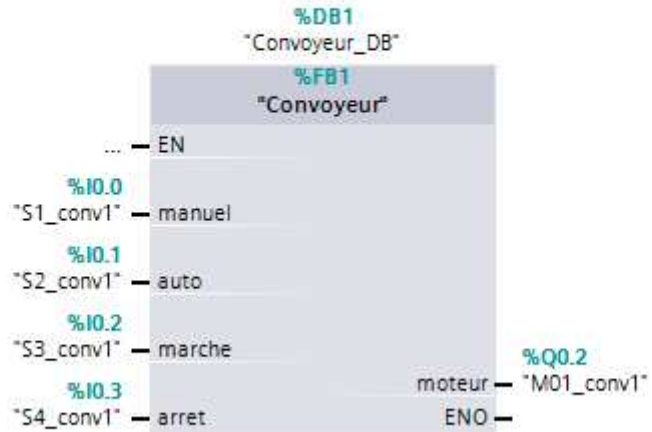 %DB1
"Convoyeur_DB"
%FB1
"Convoyeur"
... EN
%I0.0
"S1_conv1" manuel
%I0.1
"S2_conv1" auto
%I0.2
"S3_conv1" marche
%Q0.2
moteur "M01_conv1"
%I0.3
"S4_conv1" arret ENO